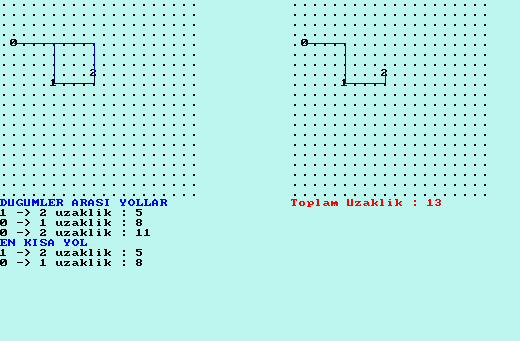 0
2
1
0
2
1
DUGUMLER ARASI YOLLAR
1 -> 2 uzaklik : 5
0 -> 1 uzaklik : 8
0 -> 2 uzaklik : 11
EN KISA YOL
1 -> 2 uzaklik : 5
0 -> 1 uzaklik : 8
Toplam Uzaklik : 13